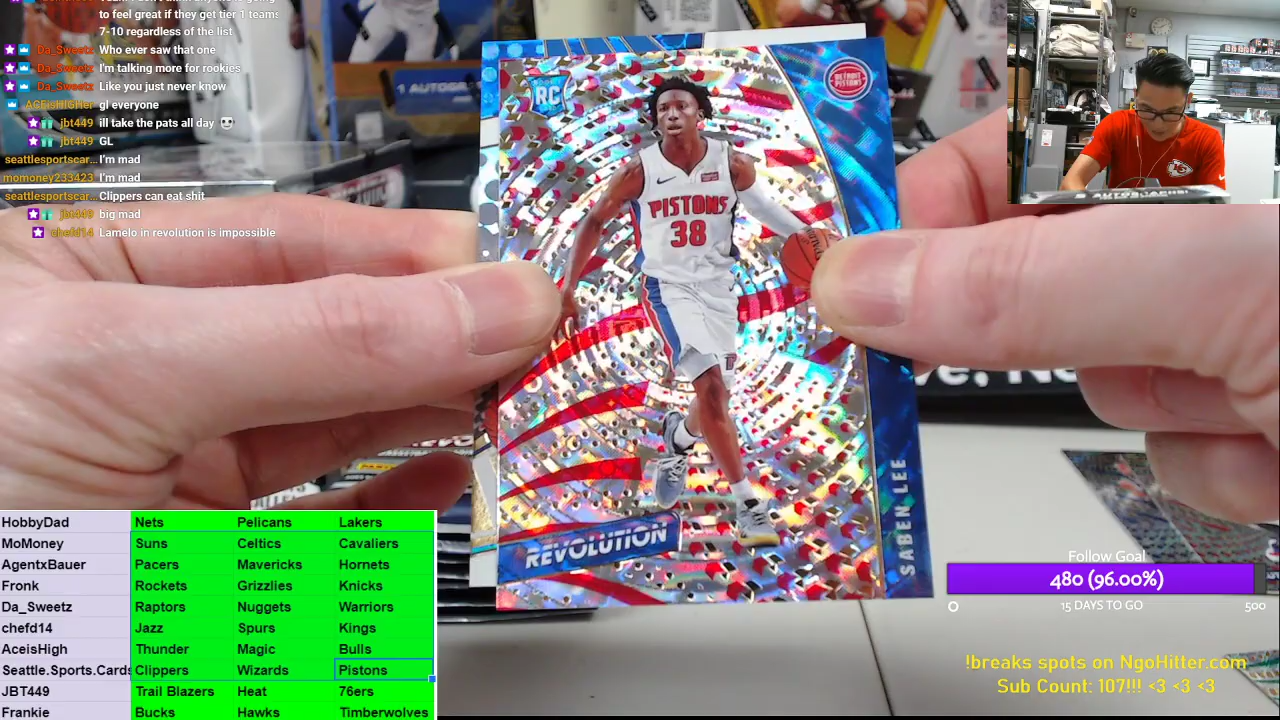 to feel great if they get tier 1 teams
7-10 regardless of the list
Da_Sweetz Who ever saw that one
Da_Sweetz I'm talking more for rookies
Da_Sweetz Like you just never know
ACEisHIGHer gl everyone
jbt449 ill take the pats all day
jbt449 GL
seattlesportscar... I'm mad
momoney233423 I'm mad
seattlesportscar... Clippers can eat shit
jbt449 big mad
chefd14 Lamelo in revolution is impossible
1 AUTOGRA
RC
DETROIT PISTONS
PISTONS
38
REVOLUTION
SABEN LEE
HobbyDad Nets Pelicans Lakers
MoMoney Suns Celtics Cavaliers
AgentxBauer Pacers Mavericks Hornets
Fronk Rockets Grizzlies Knicks
Da_Sweetz Raptors Nuggets Warriors
chefd14 Jazz Spurs Kings
AceisHigh Thunder Magic Bulls
Seattle.Sports.Cards Clippers Wizards Pistons
JBT449 Trail Blazers Heat 76ers
Frankie Bucks Hawks Timberwolves
Follow Goal
480 (96.00%)
0 15 DAYS TO GO 500
!breaks spots on NgoHitter.com
Sub Count: 107!!! <3 <3 <3